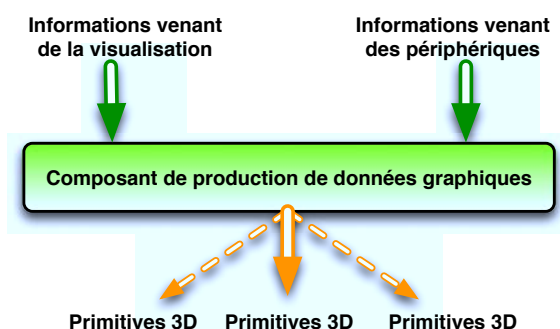 Informations venant
de la visualisation
Informations venant
des périphériques
Composant de production de données graphiques
Primitives 3D Primitives 3D Primitives 3D